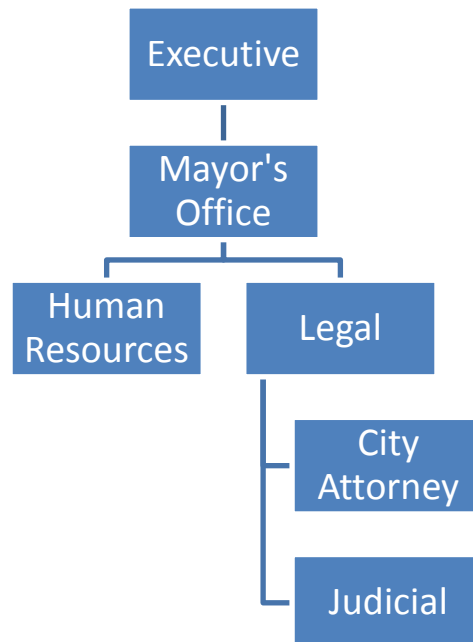 Executive
Mayor's
Office
Human
Resources
Legal
City
Attorney
Judicial